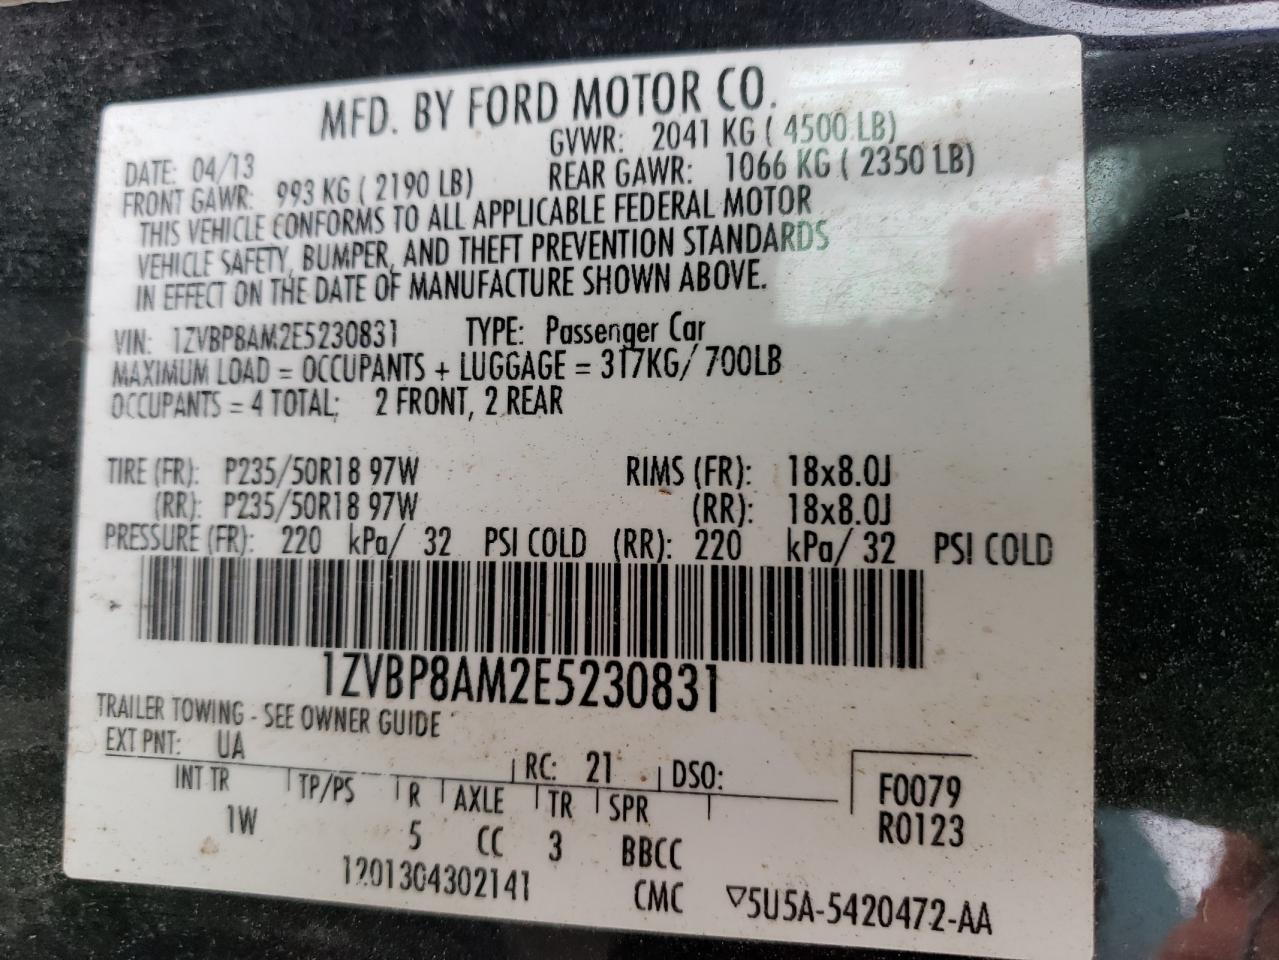 MFD. BY FORD MOTOR CO.
DATE: 04/13 GVWR: 2041 KG ( 4500 LB)
FRONT GAWR: 993 KG ( 2190 LB) REAR GAWR: 1066 KG ( 2350 LB)
THIS VEHICLE CONFORMS TO ALL APPLICABLE FEDERAL MOTOR
VEHICLE SAFETY, BUMPER, AND THEFT PREVENTION STANDARDS
IN EFFECT ON THE DATE OF MANUFACTURE SHOWN ABOVE.
VIN: 1ZVBP8AM2E5230831 TYPE: Passenger Car
MAXIMUM LOAD = OCCUPANTS + LUGGAGE = 317KG/ 700LB
OCCUPANTS = 4 TOTAL; 2 FRONT, 2 REAR
TIRE (FR): P235/50R18 97W RIMS (FR): 18x8.0J
(RR): P235/50R18 97W (RR): 18x8.0J
PRESSURE (FR): 220 kPa/ 32 PSI COLD (RR): 220 kPa/ 32 PSI COLD
1ZVBP8AM2E5230831
TRAILER TOWING - SEE OWNER GUIDE
EXT PNT: UA RC: 21 DSO:
INT TR TP/PS R AXLE TR SPR F0079
1W 5 CC 3 BBCC R0123
1201304302141 CMC ▽5U5A-5420472-AA